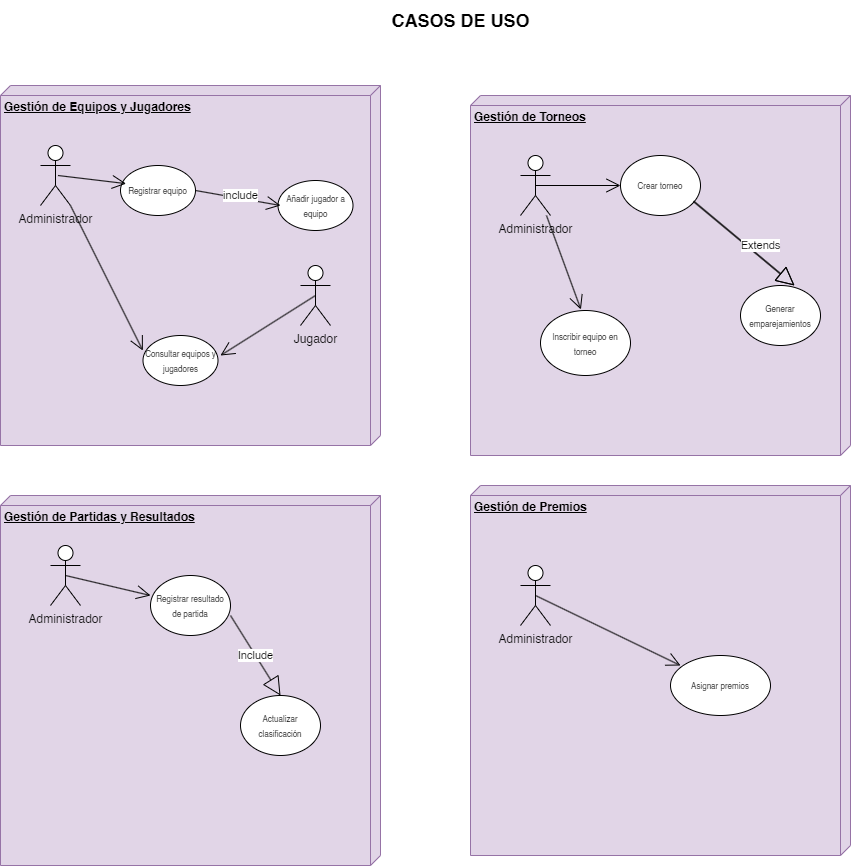 CASOS DE USO
Gestión de Equipos y Jugadores
Registrar equipo
include
Añadir jugador a
equipo
Administrador
Jugador
Consultar equipos y
jugadores
Gestión de Torneos
Crear torneo
Administrador
Extends
Generar
emparejamientos
Inscribir equipo en
torneo
Gestión de Partidas y Resultados
Registrar resultado
de partida
Administrador
Include
Actualizar
clasificación
Gestión de Premios
Administrador
Asignar premios